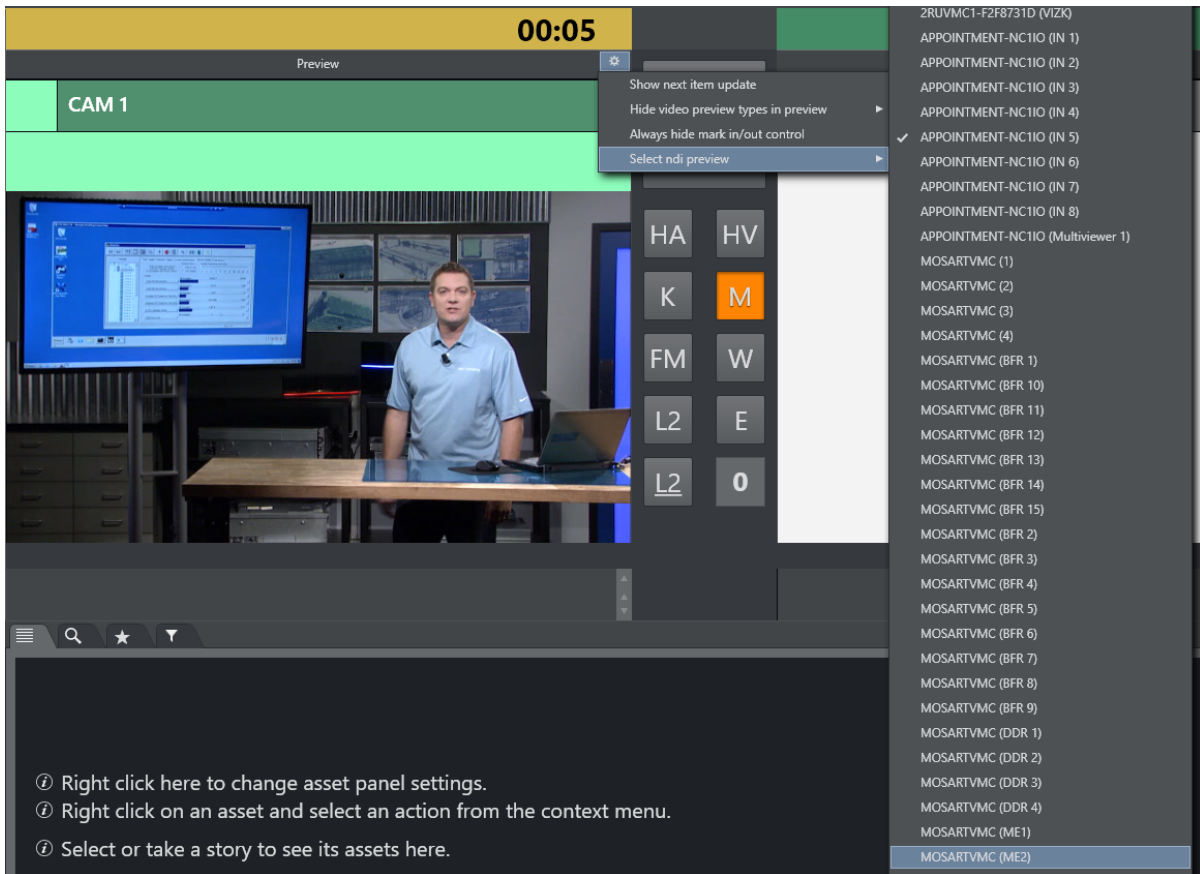 00:05
Preview
CAM 1
Show next item update
Hide video preview types in preview
Always hide mark in/out control
Select ndi preview
HA
HV
K
M
FM
W
L2
E
L2
0
2RUVMC1-F2F8731D (VIZK)
APPOINTMENT-NC1IO (IN 1)
APPOINTMENT-NC1IO (IN 2)
APPOINTMENT-NC1IO (IN 3)
APPOINTMENT-NC1IO (IN 4)
APPOINTMENT-NC1IO (IN 5)
APPOINTMENT-NC1IO (IN 6)
APPOINTMENT-NC1IO (IN 7)
APPOINTMENT-NC1IO (IN 8)
APPOINTMENT-NC1IO (Multiviewer 1)
MOSARTVMC (1)
MOSARTVMC (2)
MOSARTVMC (3)
MOSARTVMC (4)
MOSARTVMC (BFR 1)
MOSARTVMC (BFR 10)
MOSARTVMC (BFR 11)
MOSARTVMC (BFR 12)
MOSARTVMC (BFR 13)
MOSARTVMC (BFR 14)
MOSARTVMC (BFR 15)
MOSARTVMC (BFR 2)
MOSARTVMC (BFR 3)
MOSARTVMC (BFR 4)
MOSARTVMC (BFR 5)
MOSARTVMC (BFR 6)
MOSARTVMC (BFR 7)
MOSARTVMC (BFR 8)
MOSARTVMC (BFR 9)
MOSARTVMC (DDR 1)
MOSARTVMC (DDR 2)
MOSARTVMC (DDR 3)
MOSARTVMC (DDR 4)
MOSARTVMC (ME1)
MOSARTVMC (ME2)
Right click here to change asset panel settings.
Right click on an asset and select an action from the context menu.
Select or take a story to see its assets here.